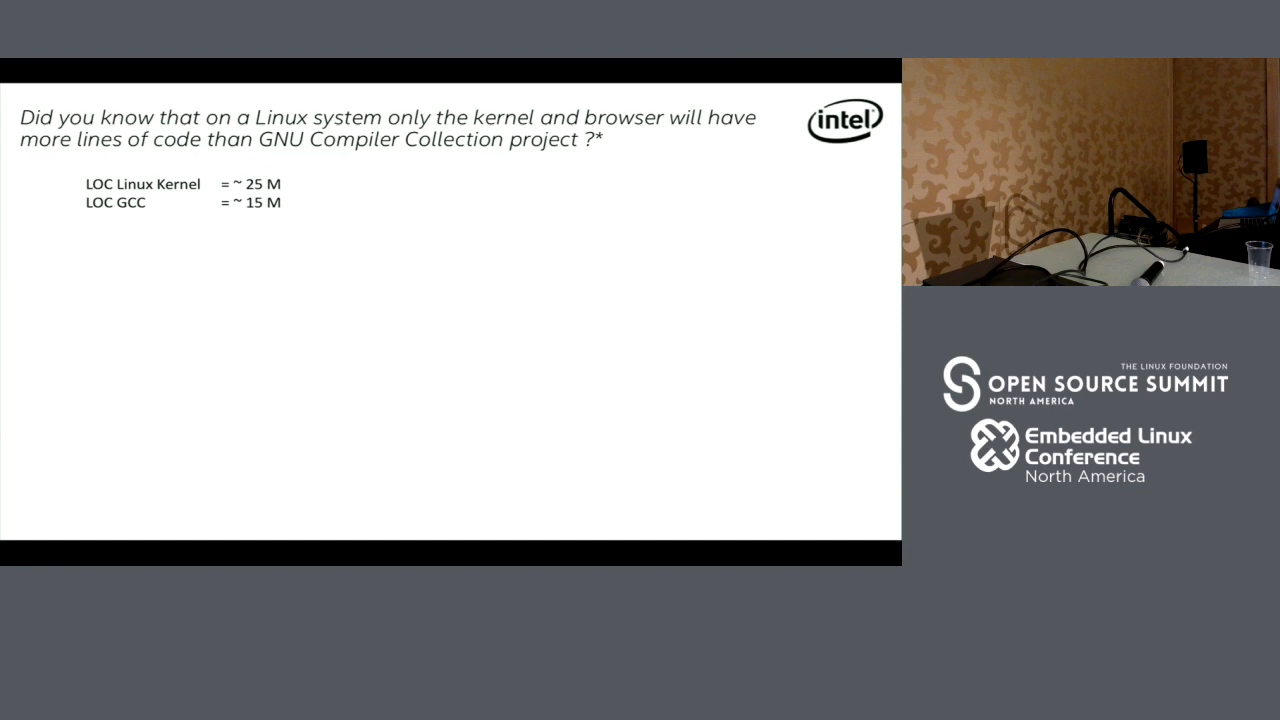 Did you know that on a Linux system only the kernel and browser will have
more lines of code than GNU Compiler Collection project ?*
intel
LOC Linux Kernel = ~ 25 M
LOC GCC = ~ 15 M
THE LINUX FOUNDATION
OPEN SOURCE SUMMIT
NORTH AMERICA
Embedded Linux
Conference
North America